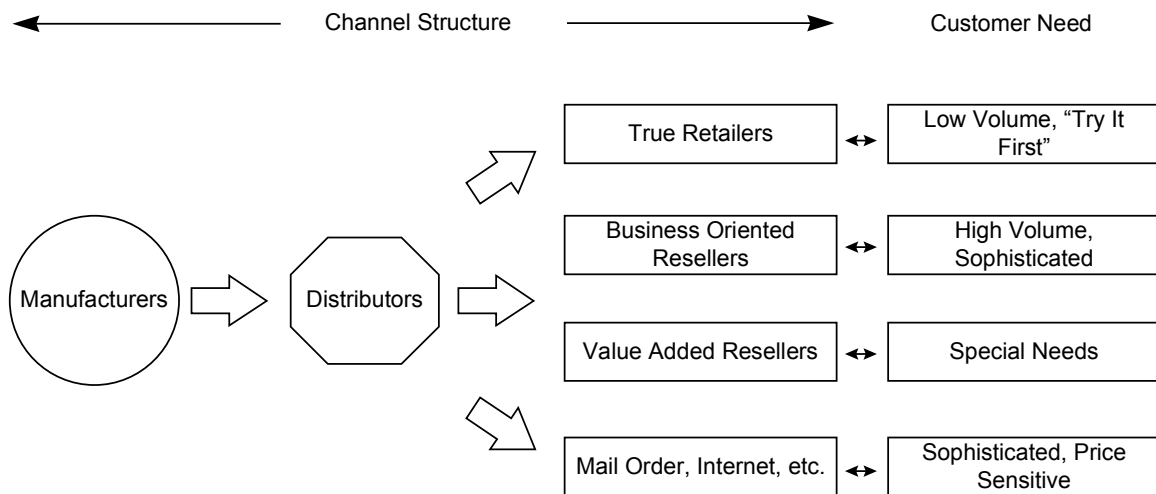 Channel Structure
Customer Need
True Retailers
Low Volume, “Try It
First”
Business Oriented
Resellers
High Volume,
Sophisticated
Manufacturers
Distributors
Value Added Resellers
Special Needs
Mail Order, Internet, etc.
Sophisticated, Price
Sensitive